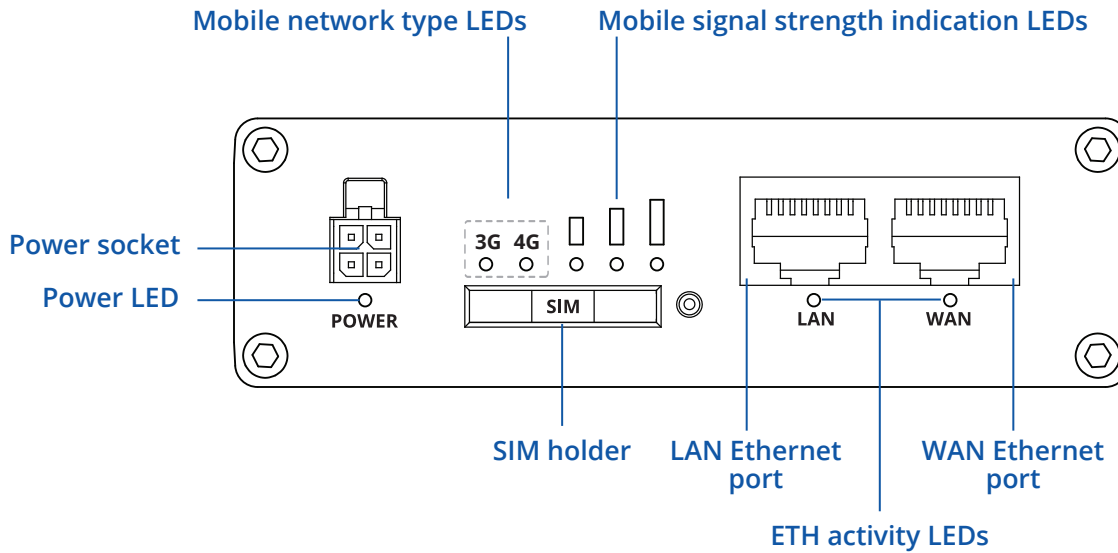 Mobile network type LEDs
Mobile signal strength indication LEDs
Power socket
3G 4G
Power LED
SIM
POWER
LAN
WAN
SIM holder
LAN Ethernet
port
WAN Ethernet
port
ETH activity LEDs